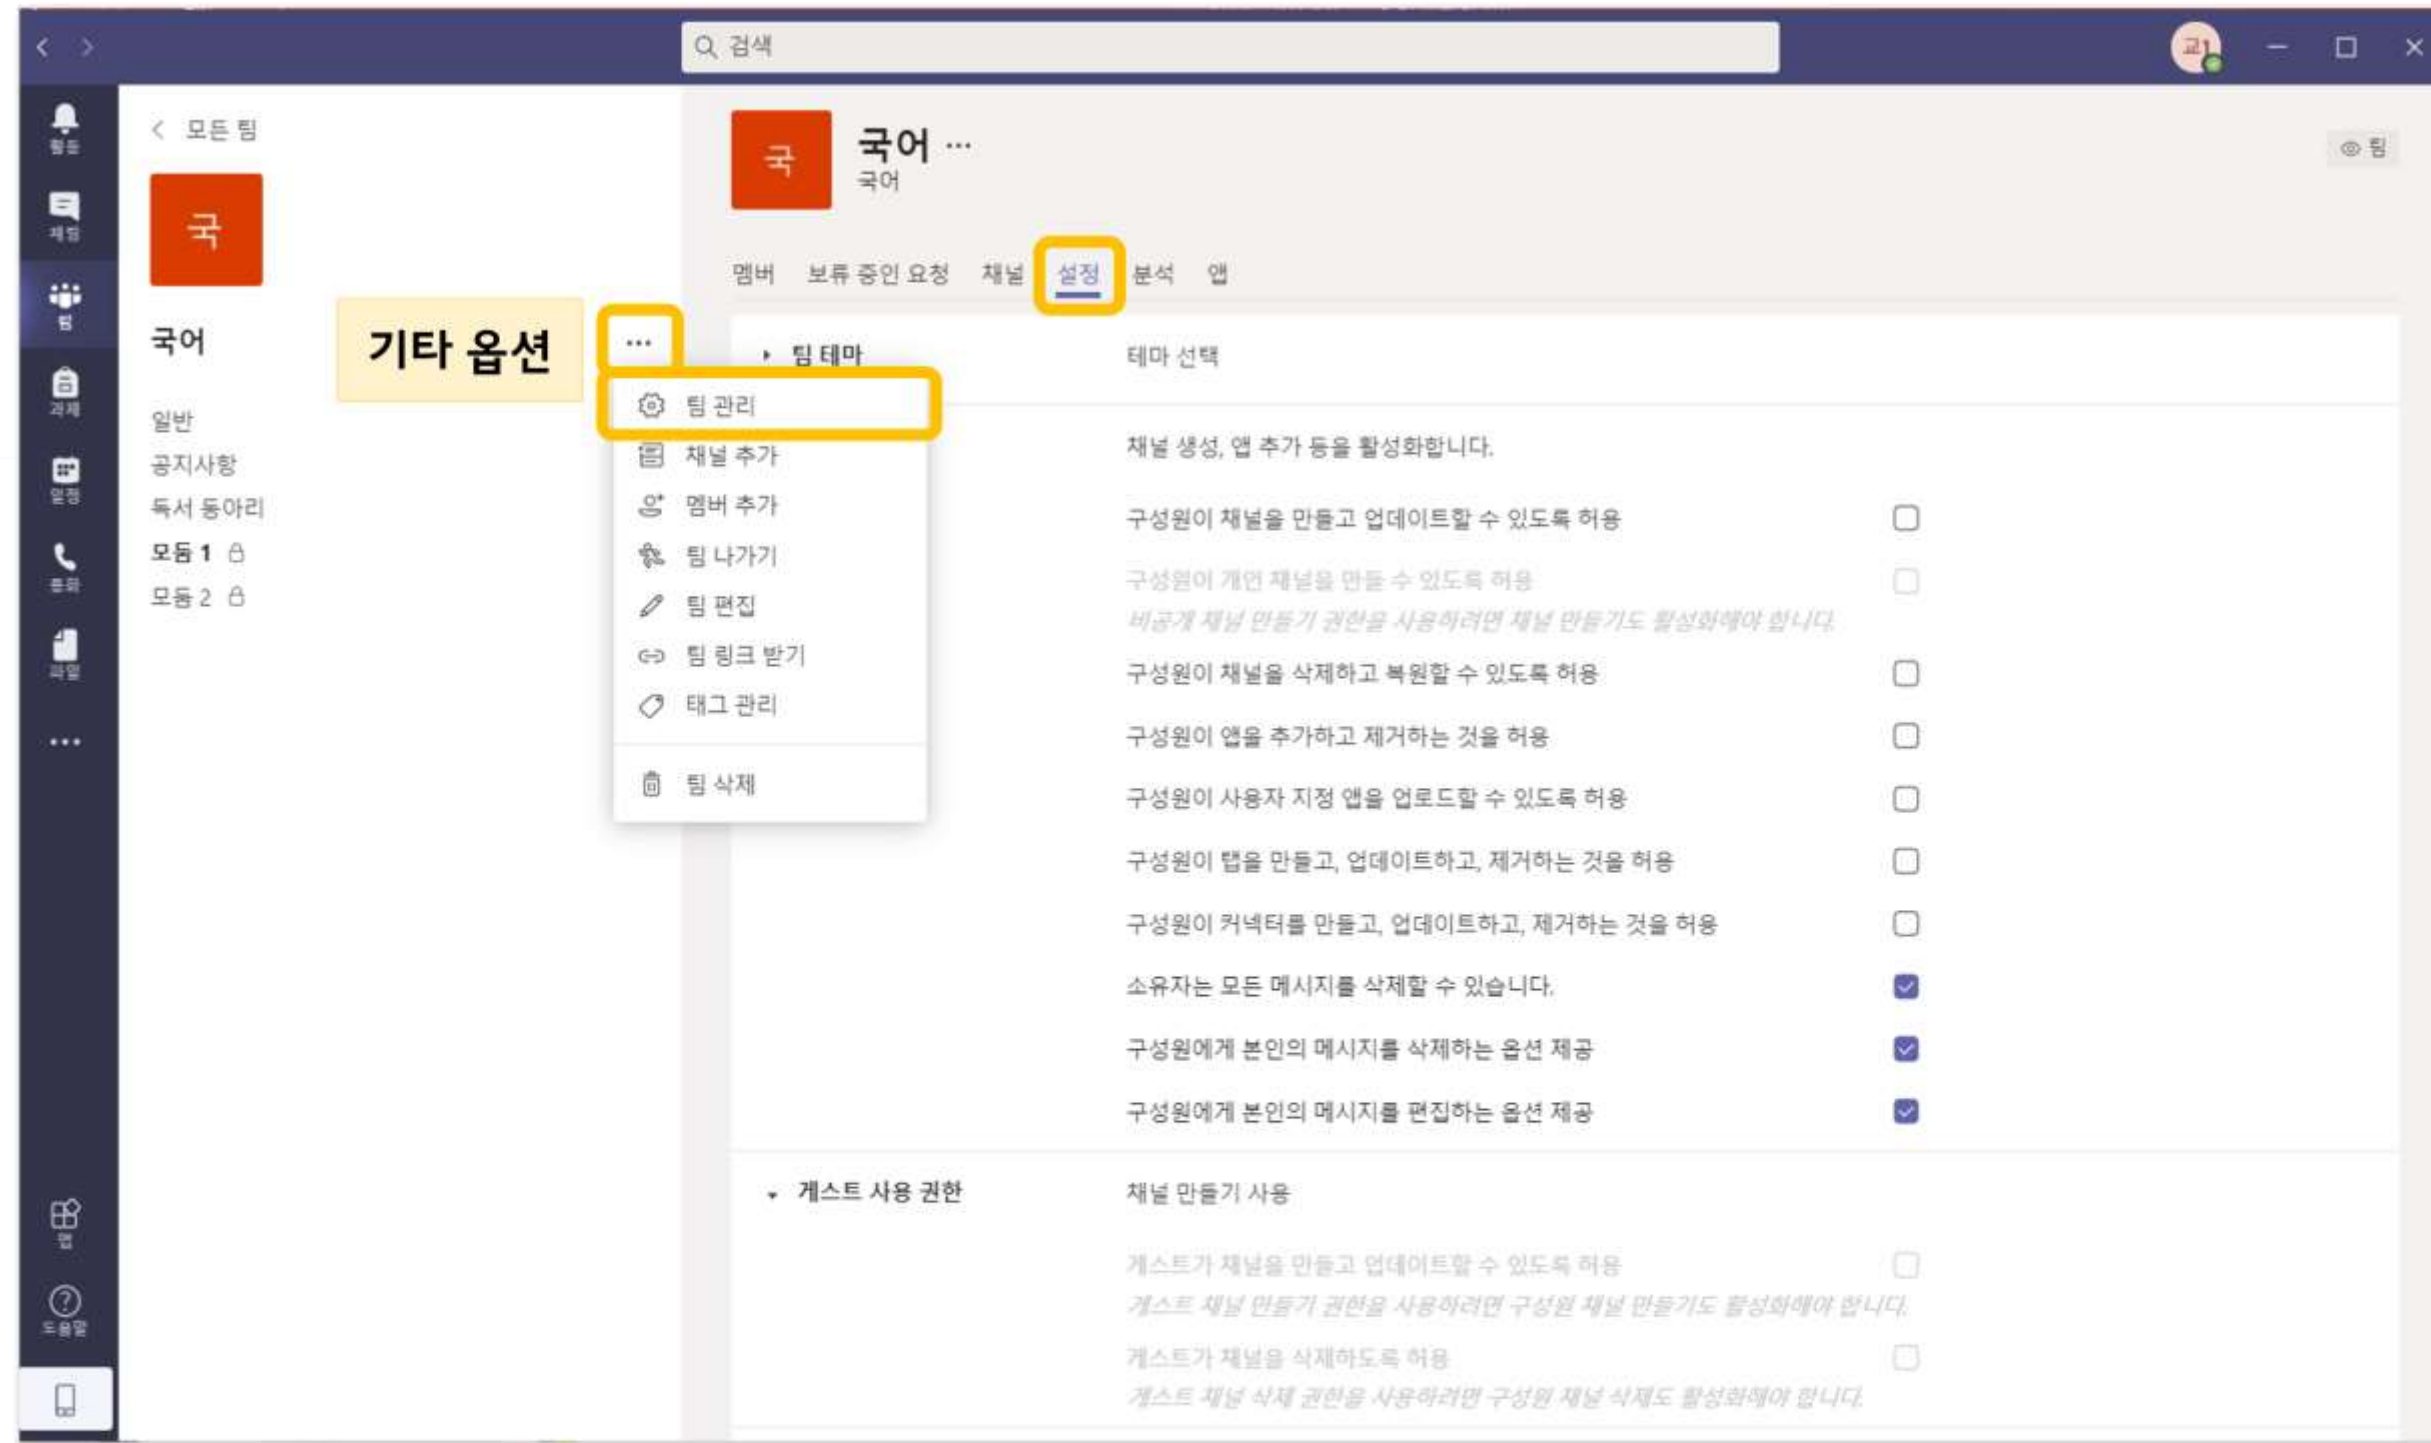 검색
교1
활동
채팅
팀
과제
일정
통화
파일
앱
도움말
모든 팀
국
국어
기타 옵션
일반
공지사항
독서 동아리
모둠 1
모둠 2
팀 관리
채널 추가
멤버 추가
팀 나가기
팀 편집
팀 링크 받기
태그 관리
팀 삭제
국
국어 ...
국어
팀
멤버 보류 중인 요청 채널 설정 분석 앱
팀 테마 테마 선택
채널 생성, 앱 추가 등을 활성화합니다.
구성원이 채널을 만들고 업데이트할 수 있도록 허용
구성원이 개인 채널을 만들 수 있도록 허용
비공개 채널 만들기 권한을 사용하려면 채널 만들기도 활성화해야 합니다.
구성원이 채널을 삭제하고 복원할 수 있도록 허용
구성원이 앱을 추가하고 제거하는 것을 허용
구성원이 사용자 지정 앱을 업로드할 수 있도록 허용
구성원이 탭을 만들고, 업데이트하고, 제거하는 것을 허용
구성원이 커넥터를 만들고, 업데이트하고, 제거하는 것을 허용
소유자는 모든 메시지를 삭제할 수 있습니다.
구성원에게 본인의 메시지를 삭제하는 옵션 제공
구성원에게 본인의 메시지를 편집하는 옵션 제공
게스트 사용 권한 채널 만들기 사용
게스트가 채널을 만들고 업데이트할 수 있도록 허용
게스트 채널 만들기 권한을 사용하려면 구성원 채널 만들기도 활성화해야 합니다.
게스트가 채널을 삭제하도록 허용
게스트 채널 삭제 권한을 사용하려면 구성원 채널 삭제도 활성화해야 합니다.